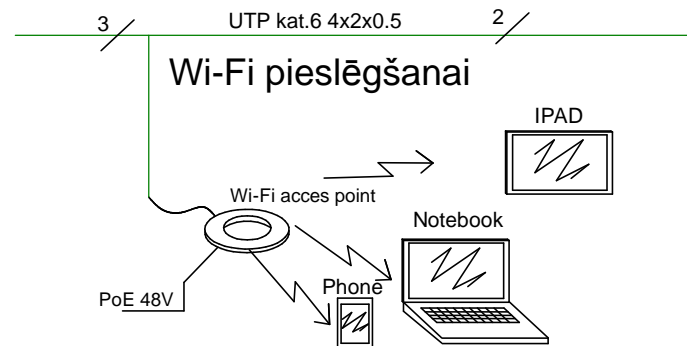 3
UTP kat.6 4x2x0.5
2
Wi-Fi pieslēgšanai
IPAD
Wi-Fi acces point
Notebook
Phone
PoE 48V